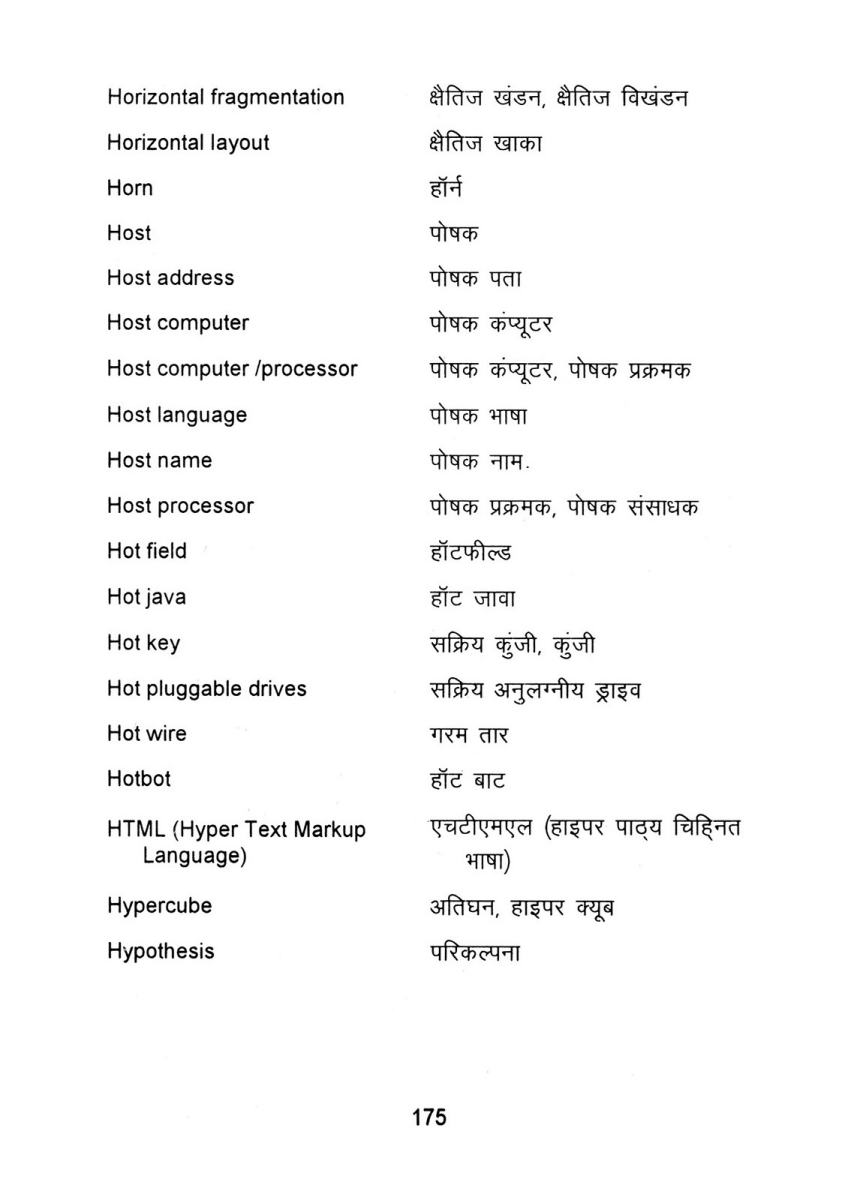 Horizontal fragmentation क्षैतिज खंडन, क्षैतिज विखंडन
Horizontal layout क्षैतिज खाका
Horn हॉर्न
Host पोषक
Host address पोषक पता
Host computer पोषक कंप्यूटर
Host computer /processor पोषक कंप्यूटर, पोषक प्रक्रमक
Host language पोषक भाषा
Host name पोषक नाम.
Host processor पोषक प्रक्रमक, पोषक संसाधक
Hot field हॉटफील्ड
Hot java हॉट जावा
Hot key सक्रिय कुंजी, कुंजी
Hot pluggable drives सक्रिय अनुलग्नीय ड्राइव
Hot wire गरम तार
Hotbot हॉट बाट
HTML (Hyper Text Markup एचटीएमएल (हाइपर पाठ्य चिह्नित
Language) भाषा)
Hypercube अतिघन, हाइपर क्यूब
Hypothesis परिकल्पना
175